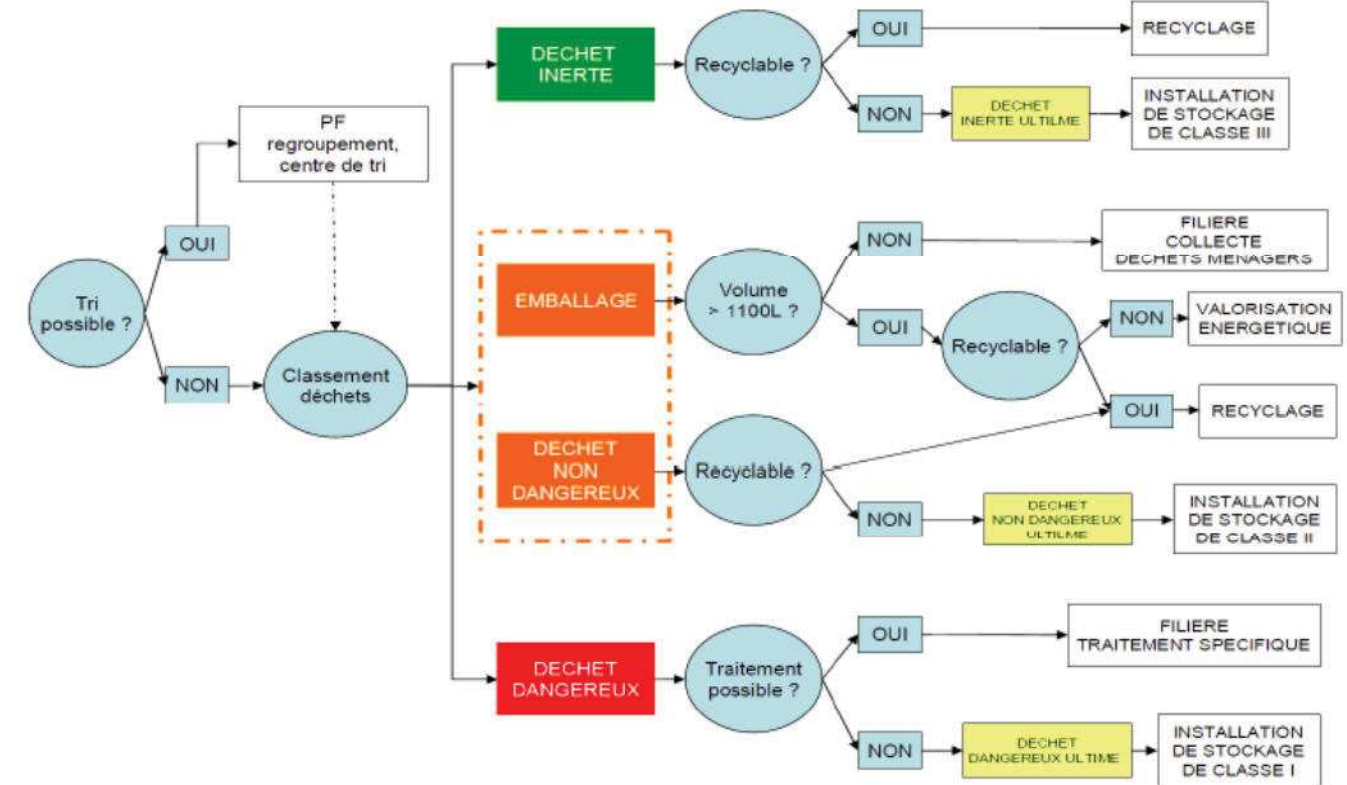 Tri
possible ?
OUI
NON
PF
regroupement,
centre de tri
Classement
déchets
DECHET
INERTE
Recyclable ?
OUI
RECYCLAGE
NON
DECHET
INERTE ULTILME
INSTALLATION
DE STOCKAGE
DE CLASSE III
EMBALLAGE
Volume
> 1100L ?
NON
FILIERE
COLLECTE
DECHETS MENAGERS
OUI
Recyclable ?
NON
VALORISATION
ENERGETIQUE
OUI
RECYCLAGE
DECHET
NON
DANGEREUX
Recyclable ?
NON
DECHET
NON DANGEREUX
ULTILME
INSTALLATION
DE STOCKAGE
DE CLASSE II
DECHET
DANGEREUX
Traitement
possible ?
OUI
FILIERE
TRAITEMENT SPECIFIQUE
NON
DECHET
DANGEREUX ULTIME
INSTALLATION
DE STOCKAGE
DE CLASSE I